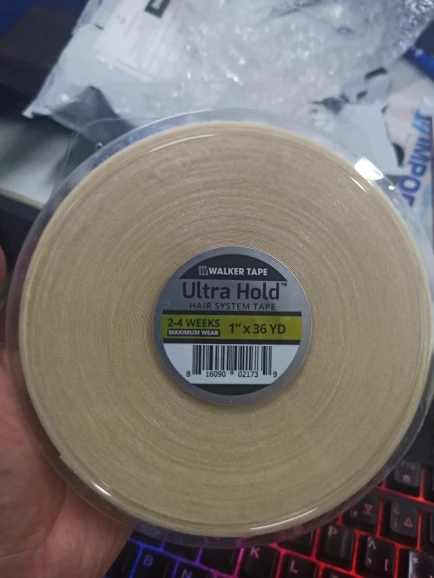 WALKER TAPE
Ultra Hold™
HAIR SYSTEM TAPE
2-4 WEEKS
MAXIMUM WEAR
1" x 36 YD
8 16090 02173 9
IMPO
B N K L